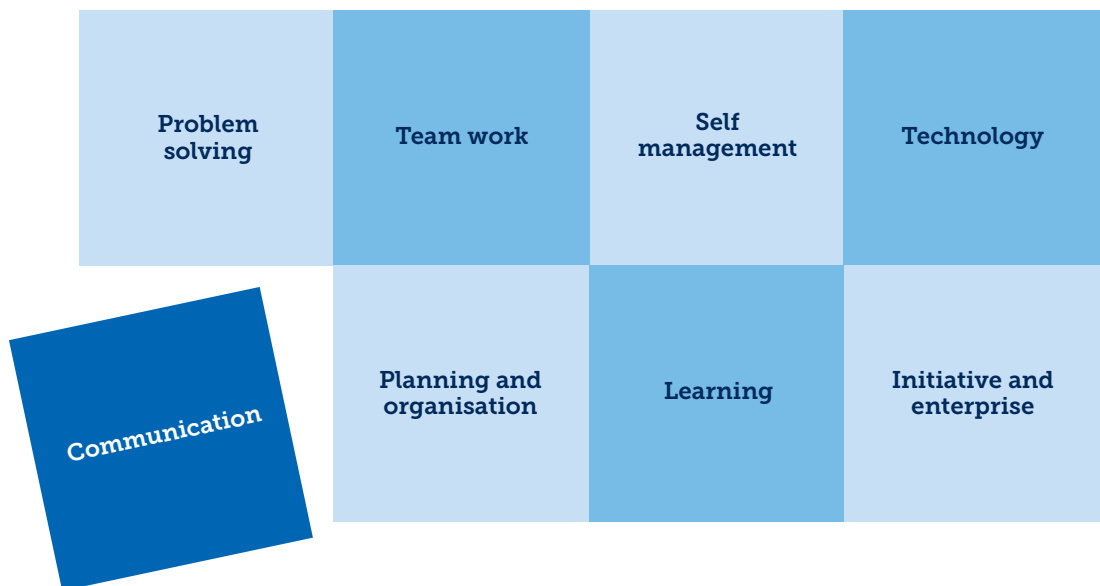 Problem
solving
Team work
Self
management
Technology
Communication
Planning and
organisation
Learning
Initiative and
enterprise